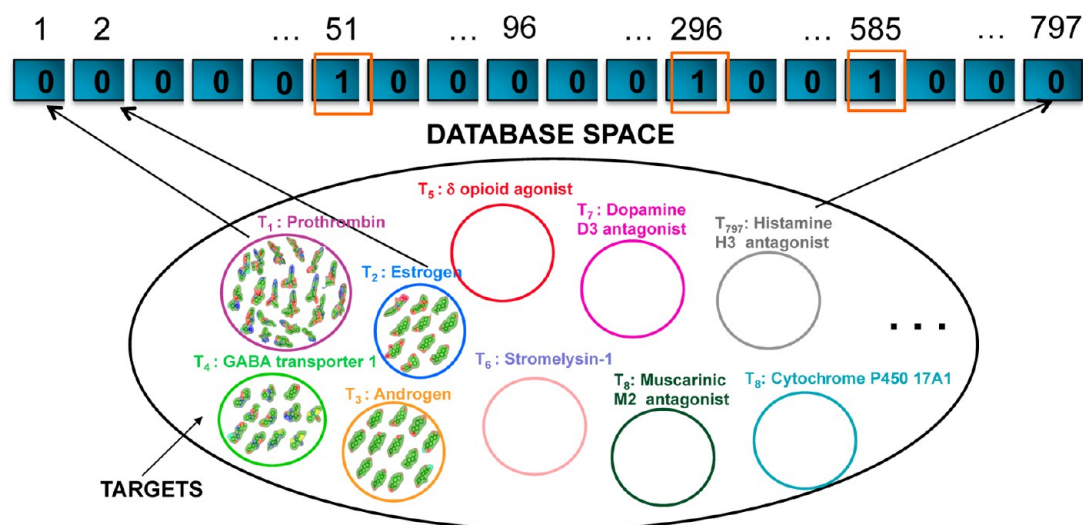 1 2 … 51 … 96 … 296 … 585 … 797
0 0 0 0 0 1 0 0 0 0 0 1 0 0 1 0 0 0
DATABASE SPACE
T5 : δ opioid agonist
T7 : Dopamine
D3 antagonist
T1 : Prothrombin
T797: Histamine
H3 antagonist
T2 : Estrogen
. . .
T4 : GABA transporter 1
T6 : Stromelysin-1
T3 : Androgen
T8 : Muscarinic
M2 antagonist
T8: Cytochrome P450 17A1
TARGETS